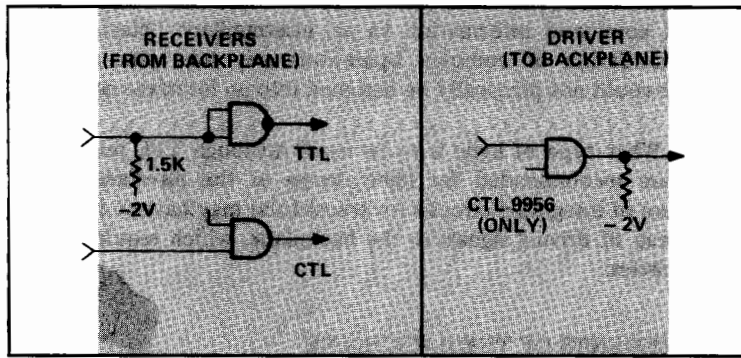 RECEIVERS
(FROM BACKPLANE)
TTL
1.5K
–2V
CTL
DRIVER
(TO BACKPLANE)
CTL 9956
(ONLY)
– 2V